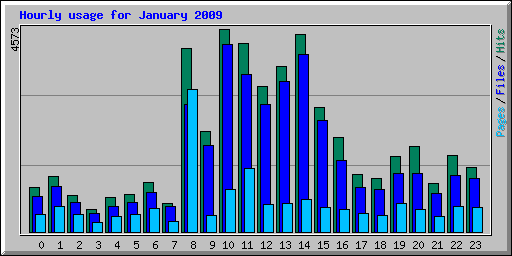 Hourly usage for January 2009
4573
Pages / Files / Hits
0 1 2 3 4 5 6 7 8 9 10 11 12 13 14 15 16 17 18 19 20 21 22 23